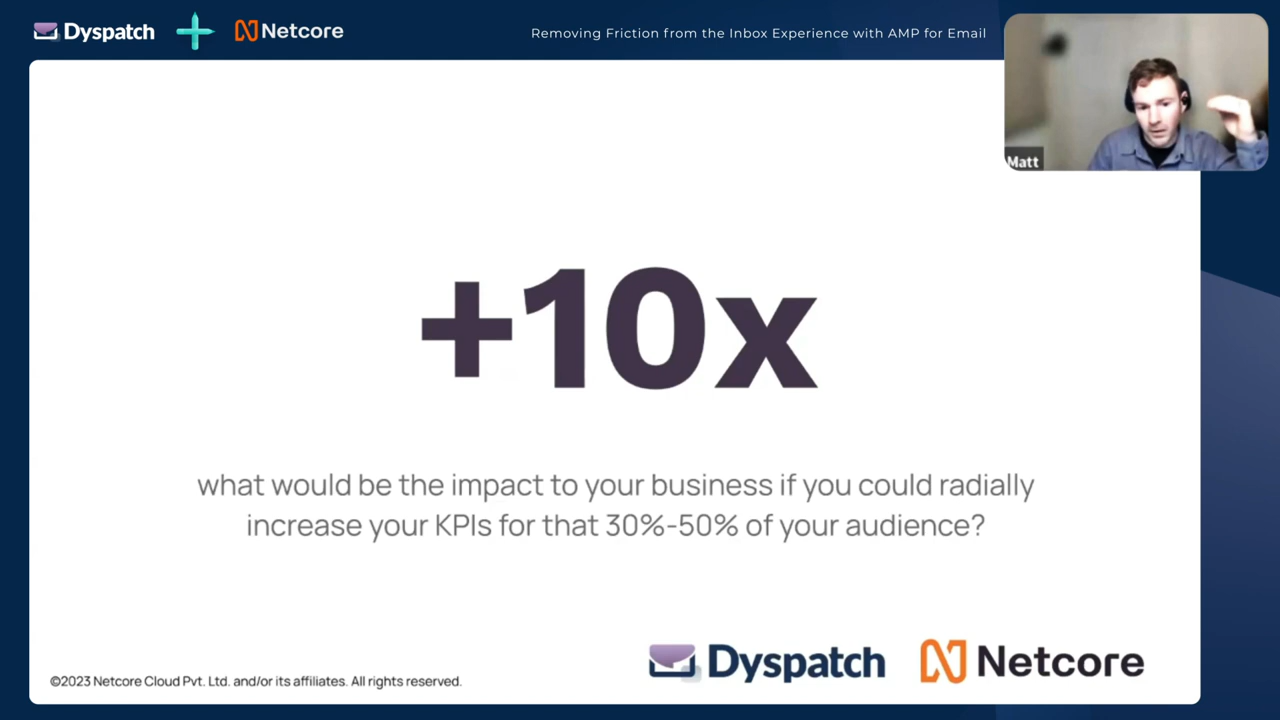 Dyspatch
Netcore
Removing Friction from the Inbox Experience with AMP for Email
Matt
+10x
what would be the impact to your business if you could radially
increase your KPIs for that 30%-50% of your audience?
Dyspatch
Netcore
©2023 Netcore Cloud Pvt. Ltd. and/or its affiliates. All rights reserved.